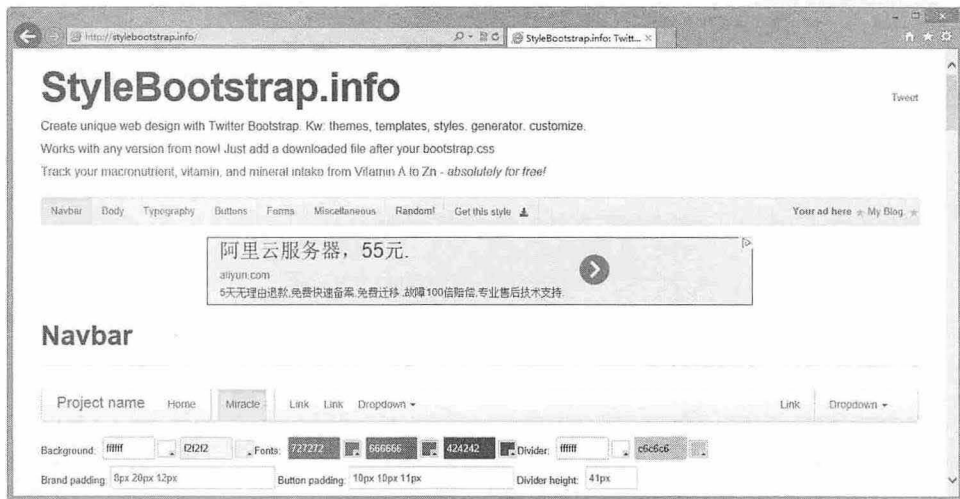 http://stylebootstrap.info/
StyleBootstrap.info: Twitt...
StyleBootstrap.info
Tweet
Create unique web design with Twitter Bootstrap. Kw: themes, templates, styles. generator. customize.
Works with any version from now! Just add a downloaded file after your bootstrap.css
Track your macronutrient, vitamin, and mineral intake from Vitamin A to Zn - absolutely for free!
Navbar Body Typography Buttons Forms Miscellaneous Random! Get this style Your ad here My Blog
阿里云服务器，55元.
aliyun.com
5天无理由退款,免费快速备案,免费迁移,故障100倍赔偿,专业售后技术支持.
Navbar
Project name Home Miracle Link Link Dropdown Link Dropdown
Background: ffffff f2f2f2 Fonts: 727272 666666 424242 Divider: ffffff c6c6c6
Brand padding: 8px 20px 12px Button padding: 10px 10px 11px Divider height: 41px